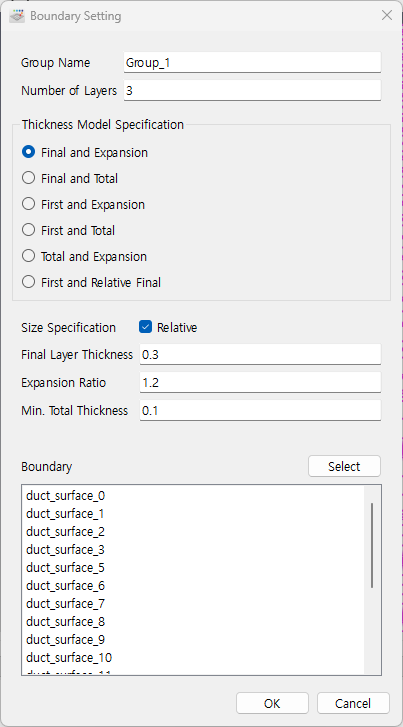 Boundary Setting
Group Name Group_1
Number of Layers 3
Thickness Model Specification
Final and Expansion
Final and Total
First and Expansion
First and Total
Total and Expansion
First and Relative Final
Size Specification Relative
Final Layer Thickness 0.3
Expansion Ratio 1.2
Min. Total Thickness 0.1
Boundary Select
duct_surface_0
duct_surface_1
duct_surface_2
duct_surface_3
duct_surface_5
duct_surface_6
duct_surface_7
duct_surface_8
duct_surface_9
duct_surface_10
duct_surface_11
OK Cancel